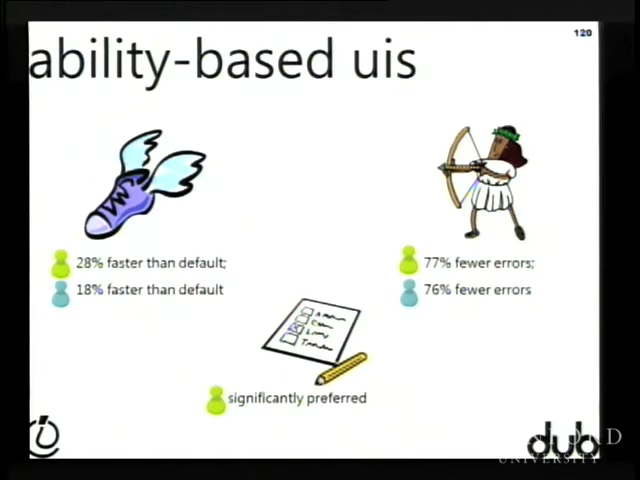 120
ability-based uis
28% faster than default;
18% faster than default
77% fewer errors;
76% fewer errors
significantly preferred
dub
UNIVERSITY